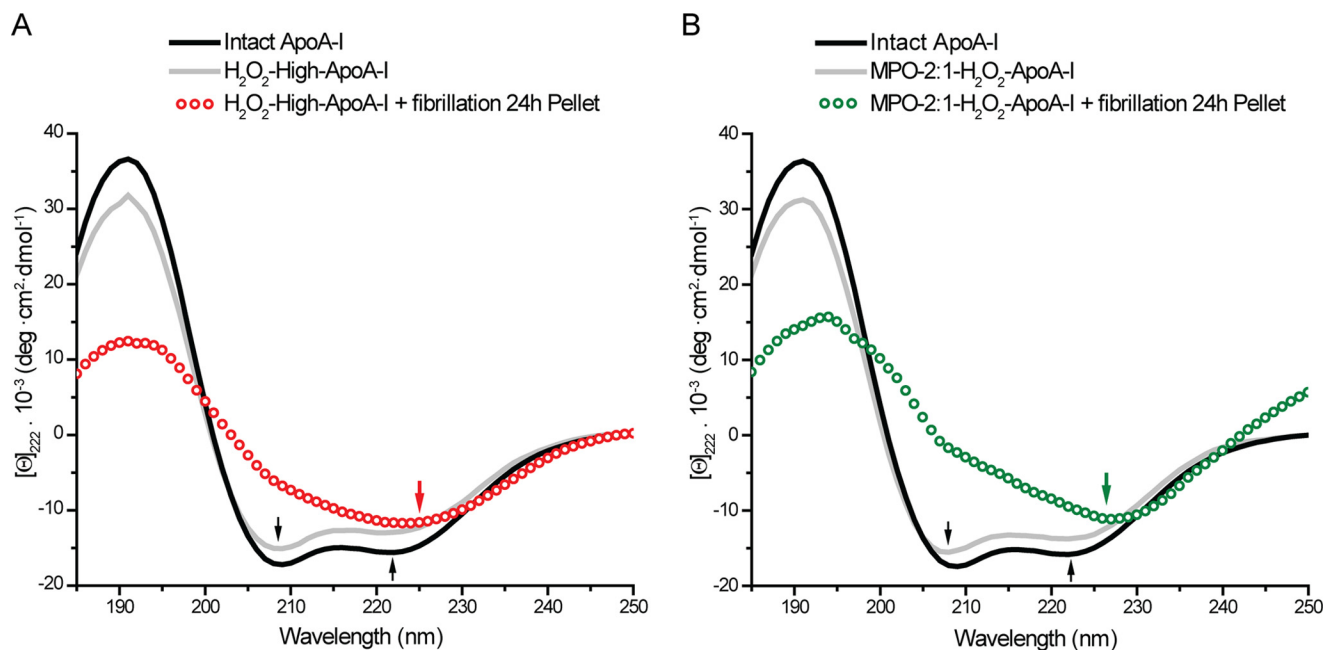 A
Intact ApoA-I
H₂O₂-High-ApoA-I
H₂O₂-High-ApoA-I + fibrillation 24h Pellet
40
30
20
10
0
-10
-20
[Θ]₂₂₂ · 10⁻³ (deg ·cm²·dmol⁻¹)
190 200 210 220 230 240 250
Wavelength (nm)
B
Intact ApoA-I
MPO-2:1-H₂O₂-ApoA-I
MPO-2:1-H₂O₂-ApoA-I + fibrillation 24h Pellet
40
30
20
10
0
-10
-20
[Θ]₂₂₂ · 10⁻³ (deg ·cm²·dmol⁻¹)
190 200 210 220 230 240 250
Wavelength (nm)